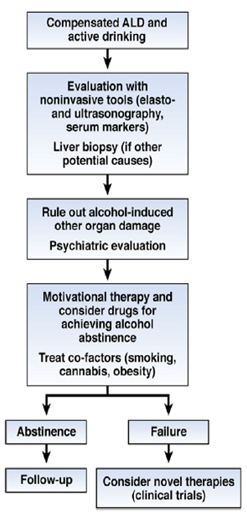 Compensated ALD and
active drinking
Evaluation with
noninvasive tools (elasto-
and ultrasonography,
serum markers)
Liver biopsy (if other
potential causes)
Rule out alcohol-induced
other organ damage
Psychiatric evaluation
Motivational therapy and
consider drugs for
achieving alcohol
abstinence
Treat co-factors (smoking,
cannabis, obesity)
Abstinence
Failure
Follow-up
Consider novel therapies
(clinical trials)